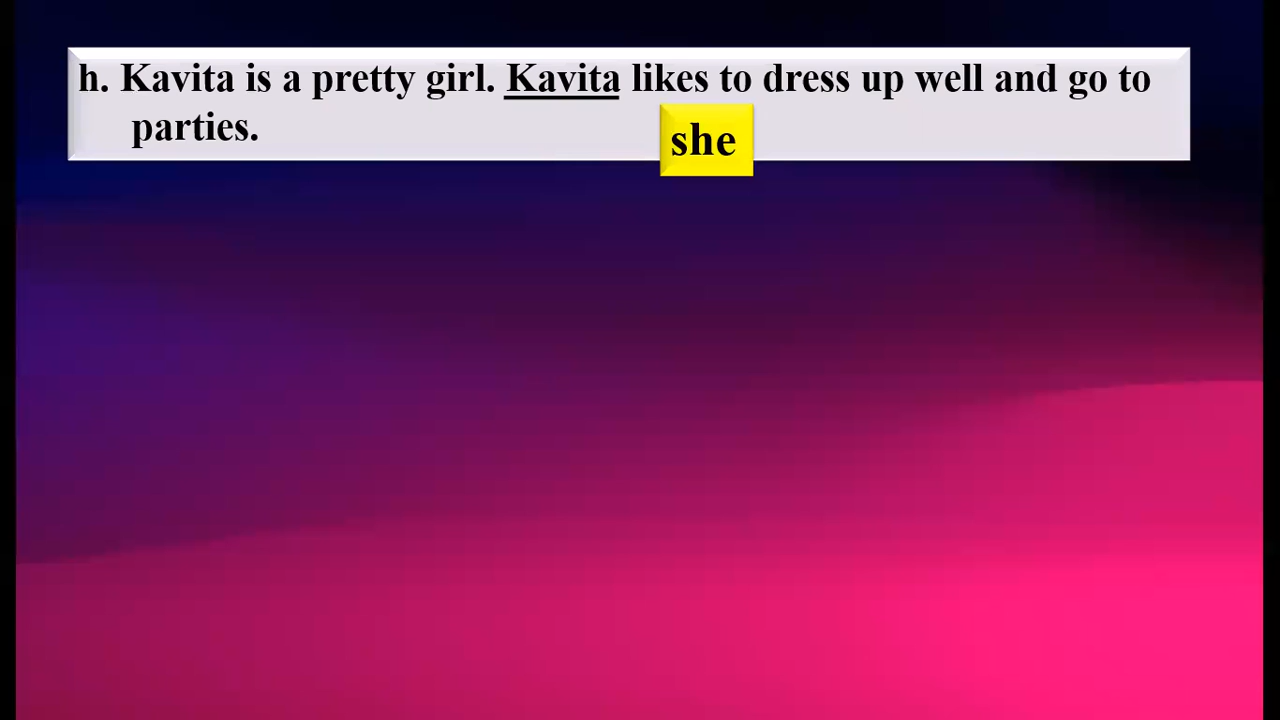 h. Kavita is a pretty girl. Kavita likes to dress up well and go to
parties.
she